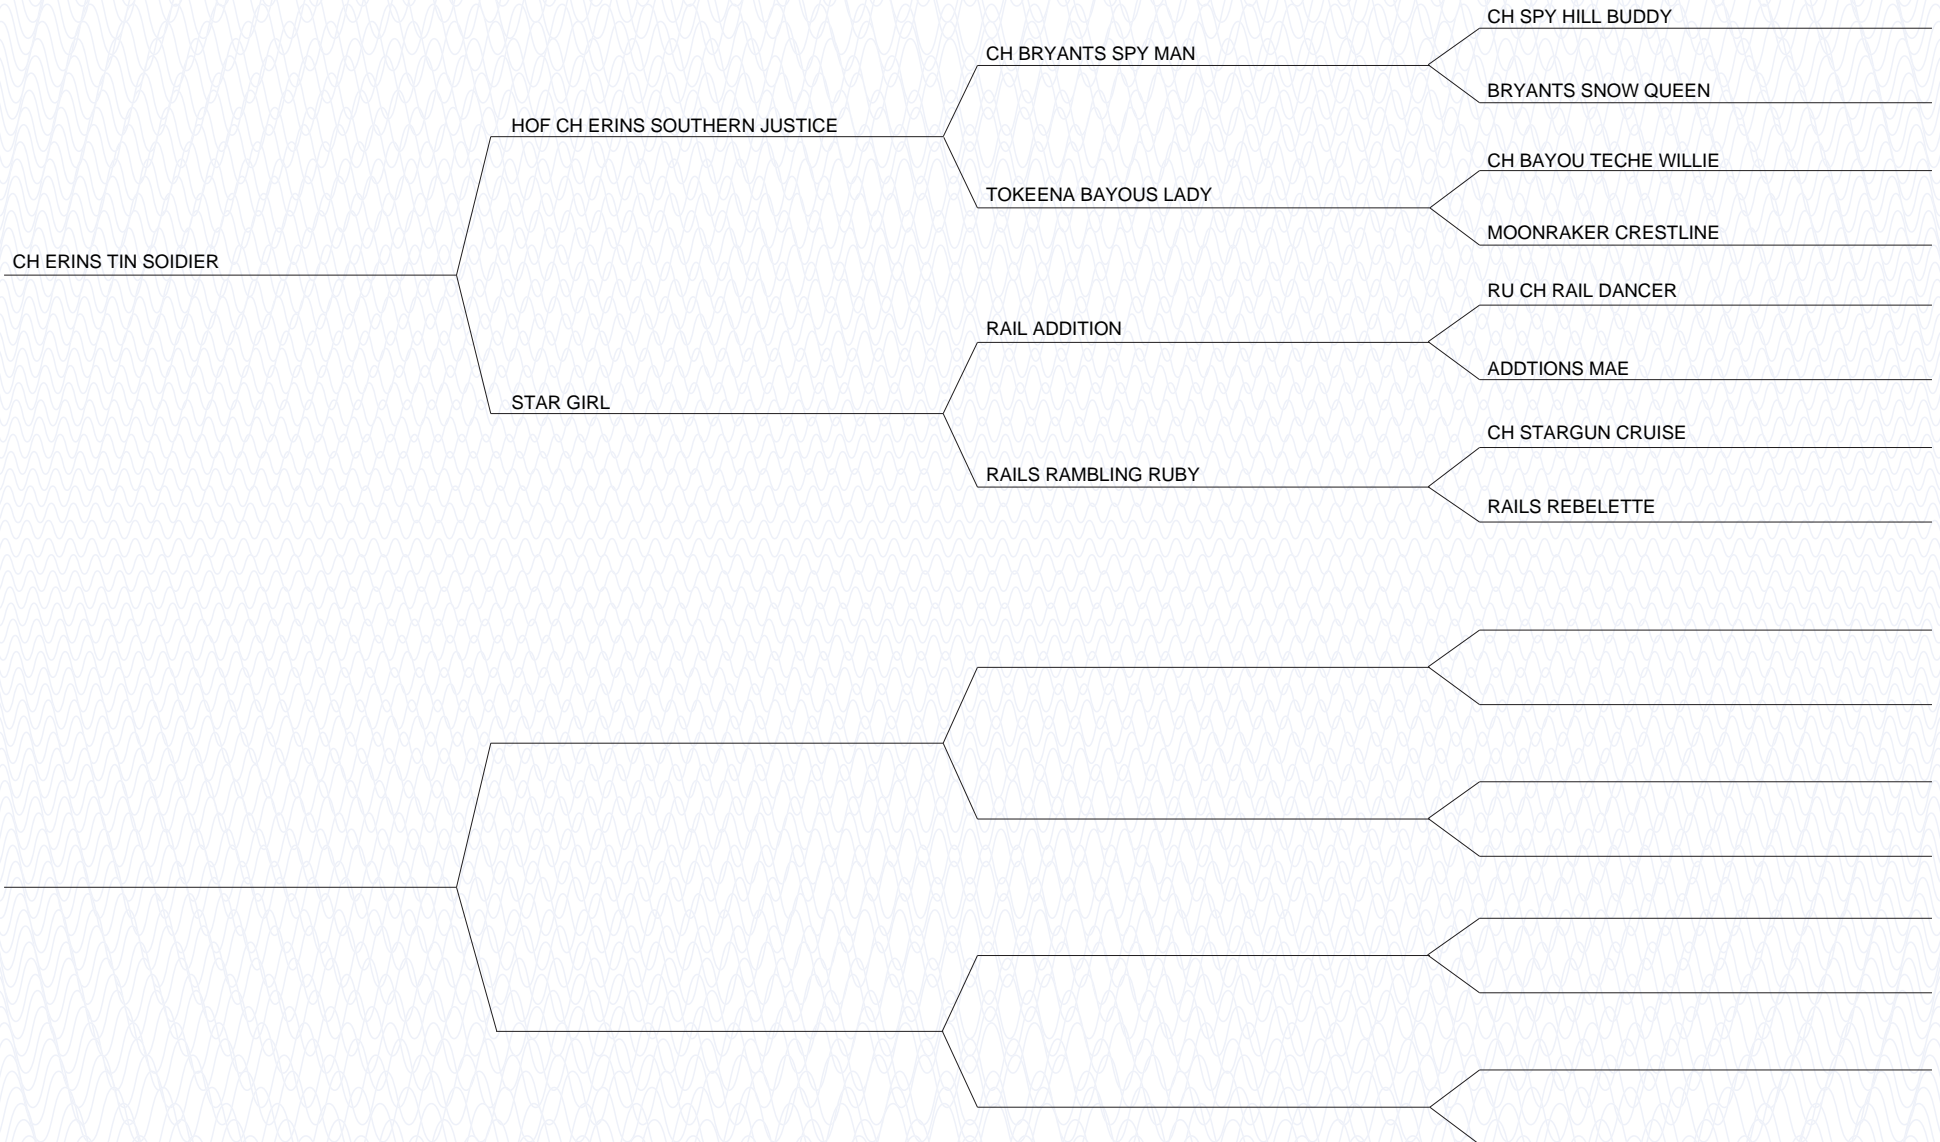 CH SPY HILL BUDDY
CH BRYANTS SPY MAN
BRYANTS SNOW QUEEN
HOF CH ERINS SOUTHERN JUSTICE
CH BAYOU TECHE WILLIE
TOKEENA BAYOUS LADY
MOONRAKER CRESTLINE
CH ERINS TIN SOIDIER
RU CH RAIL DANCER
RAIL ADDITION
ADDTIONS MAE
STAR GIRL
CH STARGUN CRUISE
RAILS RAMBLING RUBY
RAILS REBELETTE